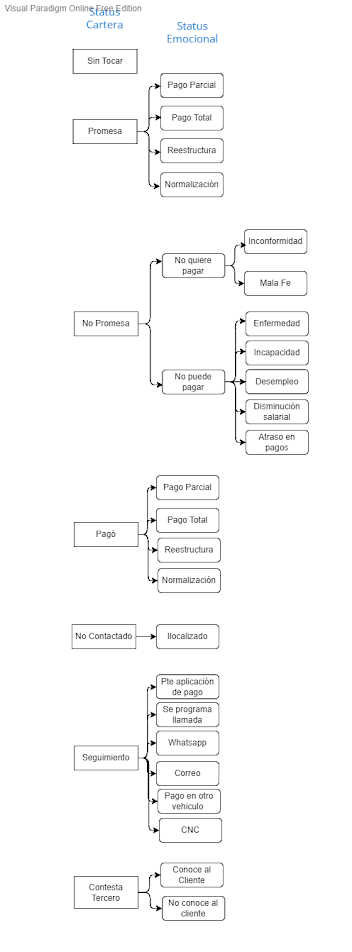 Visual Paradigm Online Free Edition
Status
Cartera
Status
Emocional
Sin Tocar
Promesa
Pago Parcial
Pago Total
Reestructura
Normalización
No Promesa
No quiere
pagar
Inconformidad
Mala Fe
No puede
pagar
Enfermedad
Incapacidad
Desempleo
Disminución
salarial
Atraso en
pagos
Pagó
Pago Parcial
Pago Total
Reestructura
Normalización
No Contactado
Ilocalizado
Seguimiento
Pte aplicación
de pago
Se programa
llamada
Whatsapp
Correo
Pago en otro
vehiculo
CNC
Contesta
Tercero
Conoce al
Cliente
No conoce al
cliente